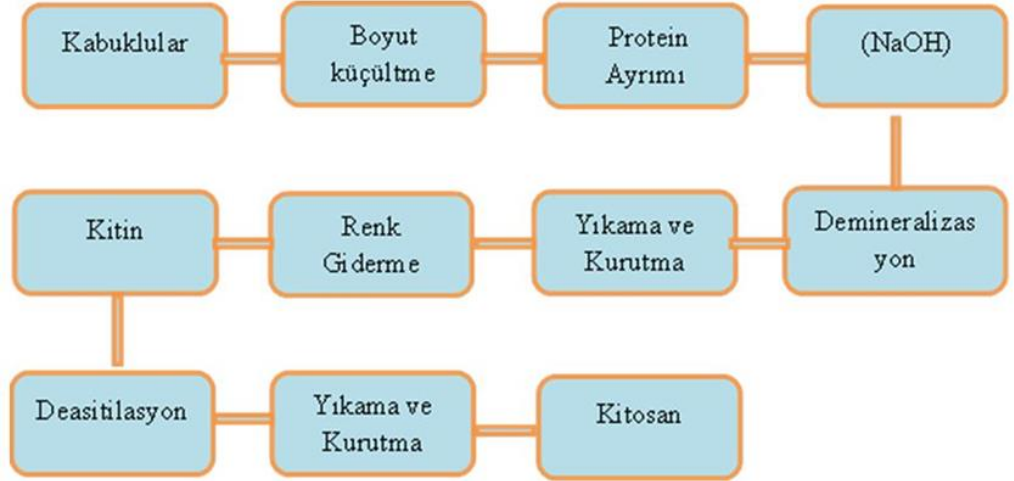 Kabuklular
Boyut
küçültme
Protein
Ayrımı
(NaOH)
Demineralizas
yon
Yıkama ve
Kurutma
Renk
Giderme
Kitin
Deasitilasyon
Yıkama ve
Kurutma
Kitosan